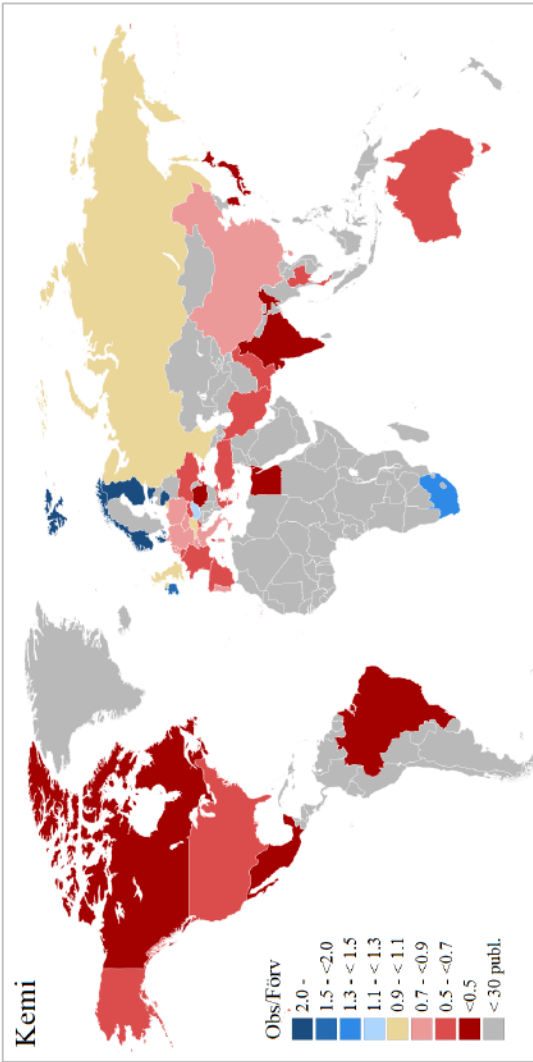 Kemi
Obs/Förv
2.0 -
1.5 - <2.0
1.3 - < 1.5
1.1 - < 1.3
0.9 - < 1.1
0.7 - <0.9
0.5 - <0.7
<0.5
< 30 publ.